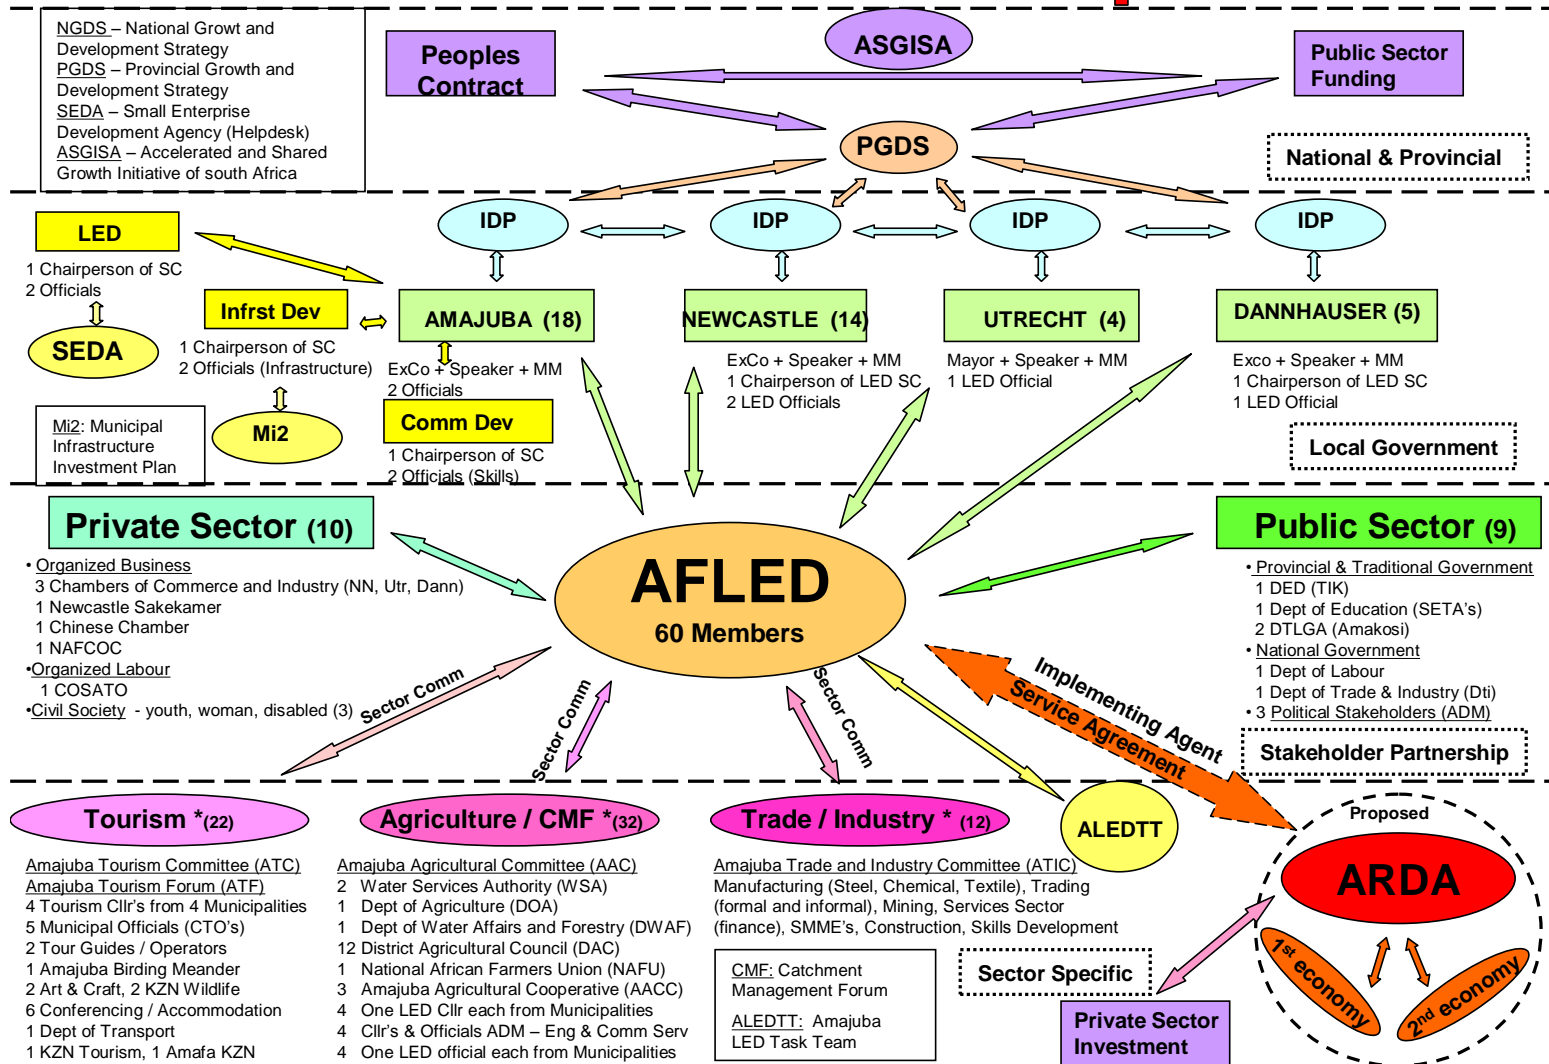 NGDS – National Growt and
Development Strategy
PGDS – Provincial Growth and
Development Strategy
SEDA – Small Enterprise
Development Agency (Helpdesk)
ASGISA – Accelerated and Shared
Growth Initiative of south Africa
Peoples
Contract
ASGISA
Public Sector
Funding
PGDS
National & Provincial
LED
1 Chairperson of SC
2 Officials
SEDA
Infrst Dev
1 Chairperson of SC
2 Officials (Infrastructure)
Mi2
Mi2: Municipal
Infrastructure
Investment Plan
IDP
IDP
IDP
IDP
AMAJUBA (18)
ExCo + Speaker + MM
2 Officials
Comm Dev
1 Chairperson of SC
2 Officials (Skills)
NEWCASTLE (14)
ExCo + Speaker + MM
1 Chairperson of LED SC
2 LED Officials
UTRECHT (4)
Mayor + Speaker + MM
1 LED Official
DANNHAUSER (5)
Exco + Speaker + MM
1 Chairperson of LED SC
1 LED Official
Local Government
Private Sector (10)
• Organized Business
3 Chambers of Commerce and Industry (NN, Utr, Dann)
1 Newcastle Sakekamer
1 Chinese Chamber
1 NAFCOC
•Organized Labour
1 COSATO
•Civil Society - youth, woman, disabled (3)
AFLED
60 Members
Public Sector (9)
• Provincial & Traditional Government
1 DED (TIK)
1 Dept of Education (SETA's)
2 DTLGA (Amakosi)
• National Government
1 Dept of Labour
1 Dept of Trade & Industry (Dti)
• 3 Political Stakeholders (ADM)
Stakeholder Partnership
Sector Comm
Sector Comm
Sector Comm
Implementing Agent
Service Agreement
Tourism *(22)
Amajuba Tourism Committee (ATC)
Amajuba Tourism Forum (ATF)
4 Tourism Cllr's from 4 Municipalities
5 Municipal Officials (CTO's)
2 Tour Guides / Operators
1 Amajuba Birding Meander
2 Art & Craft, 2 KZN Wildlife
6 Conferencing / Accommodation
1 Dept of Transport
1 KZN Tourism, 1 Amafa KZN
Agriculture / CMF *(32)
Amajuba Agricultural Committee (AAC)
2 Water Services Authority (WSA)
1 Dept of Agriculture (DOA)
1 Dept of Water Affairs and Forestry (DWAF)
12 District Agricultural Council (DAC)
1 National African Farmers Union (NAFU)
3 Amajuba Agricultural Cooperative (AACC)
4 One LED Cllr each from Municipalities
4 Cllr's & Officials ADM – Eng & Comm Serv
4 One LED official each from Municipalities
Trade / Industry * (12)
Amajuba Trade and Industry Committee (ATIC)
Manufacturing (Steel, Chemical, Textile), Trading
(formal and informal), Mining, Services Sector
(finance), SMME's, Construction, Skills Development
CMF: Catchment
Management Forum
ALEDTT: Amajuba
LED Task Team
ALEDTT
Sector Specific
Private Sector
Investment
Proposed
ARDA
1st economy
2nd economy